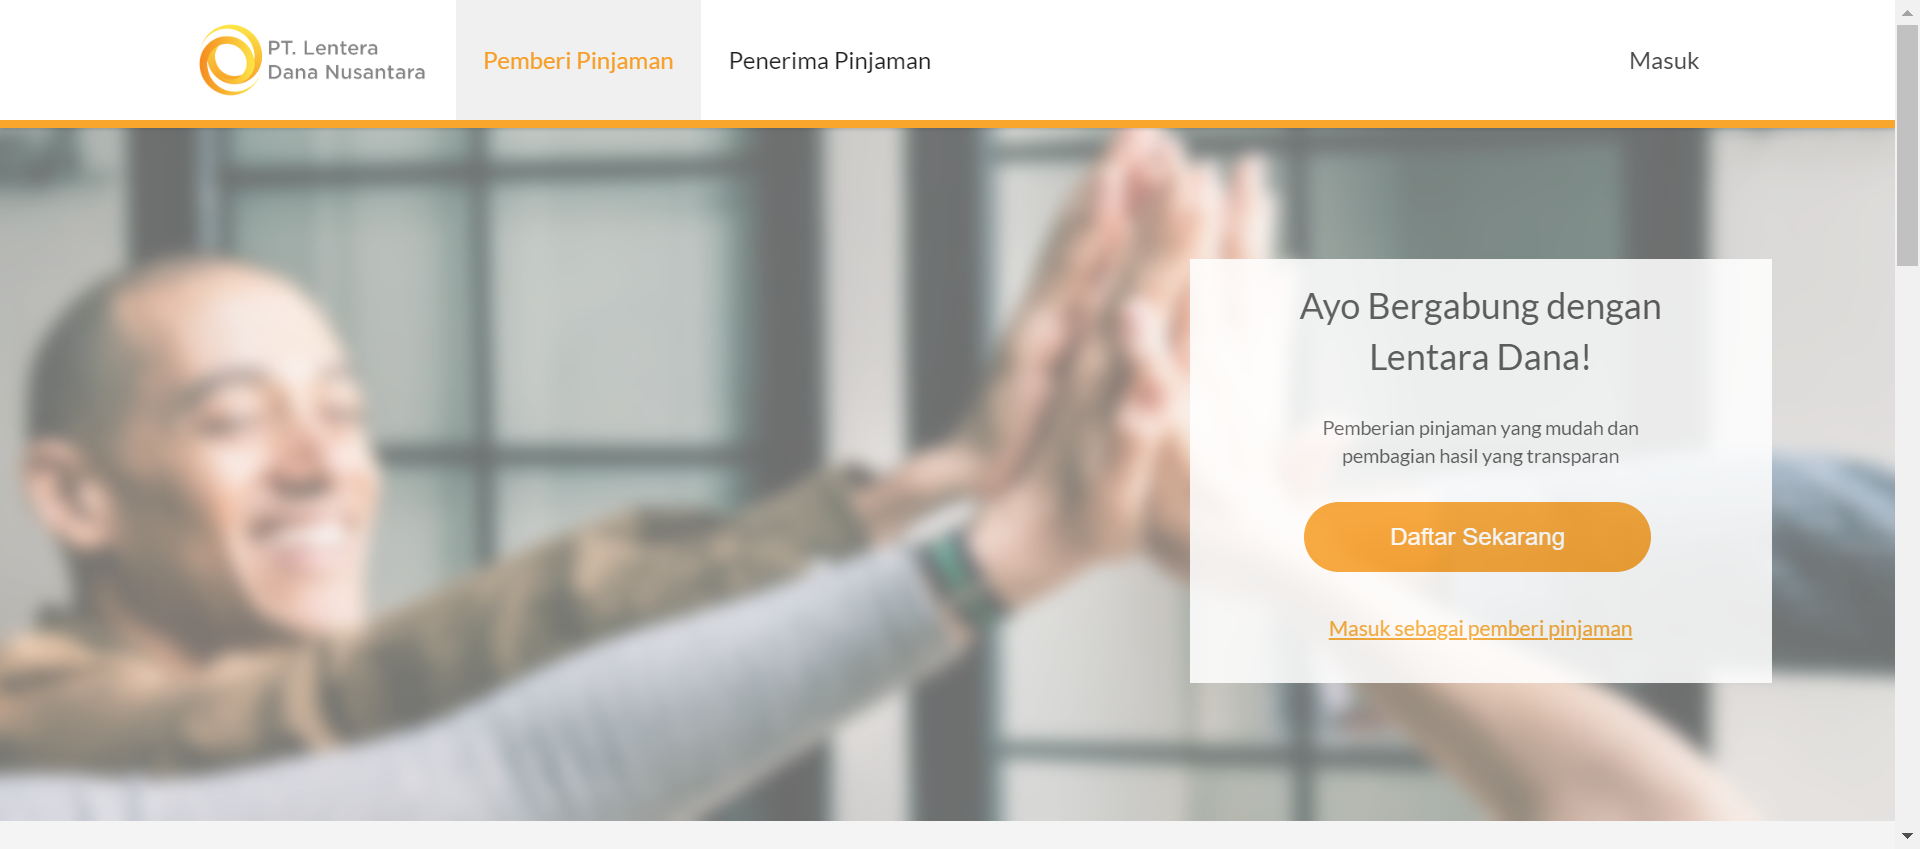 PT. Lentera
Dana Nusantara
Pemberi Pinjaman
Penerima Pinjaman
Masuk
Ayo Bergabung dengan
Lentara Dana!
Pemberian pinjaman yang mudah dan
pembagian hasil yang transparan
Daftar Sekarang
Masuk sebagai pemberi pinjaman